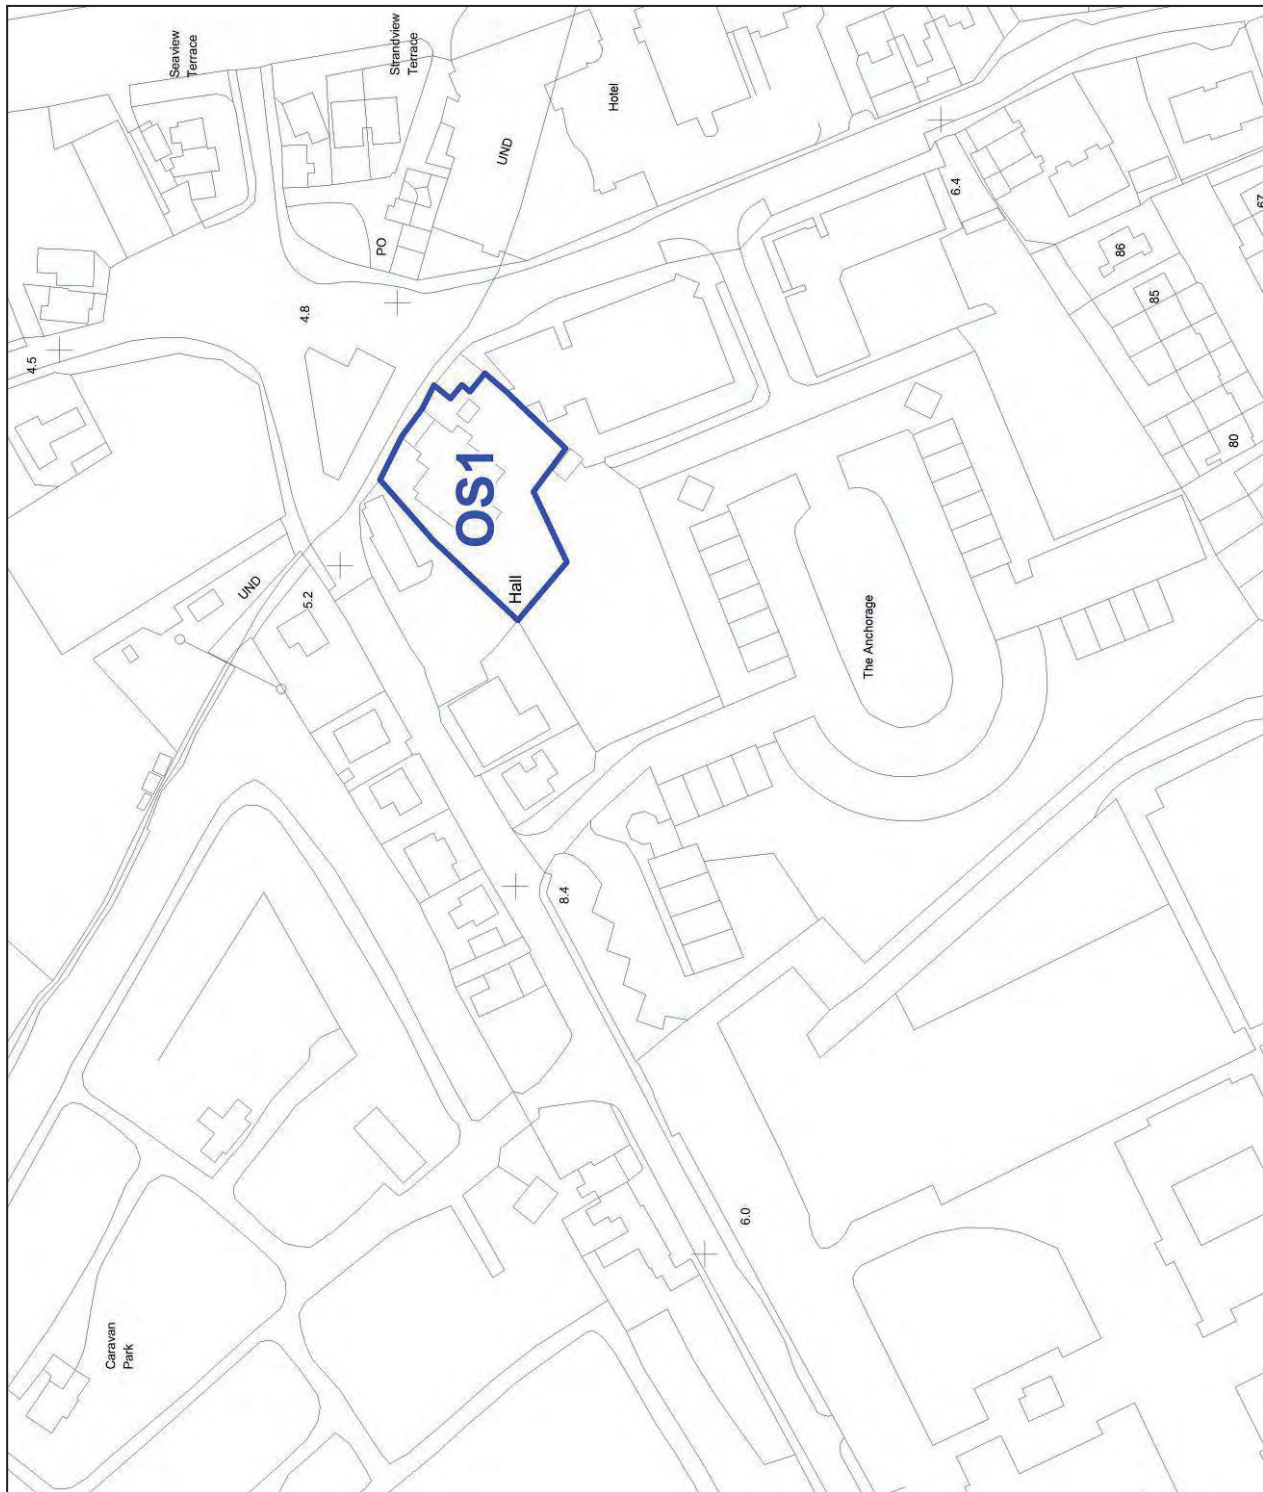 Seaview
Terrace
Strandview
Terrace
Hotel
UND
PO
6.4
4.8
4.5
86
85
67
80
OS1
Hall
UND
5.2
The Anchorage
8.4
6.0
Caravan
Park